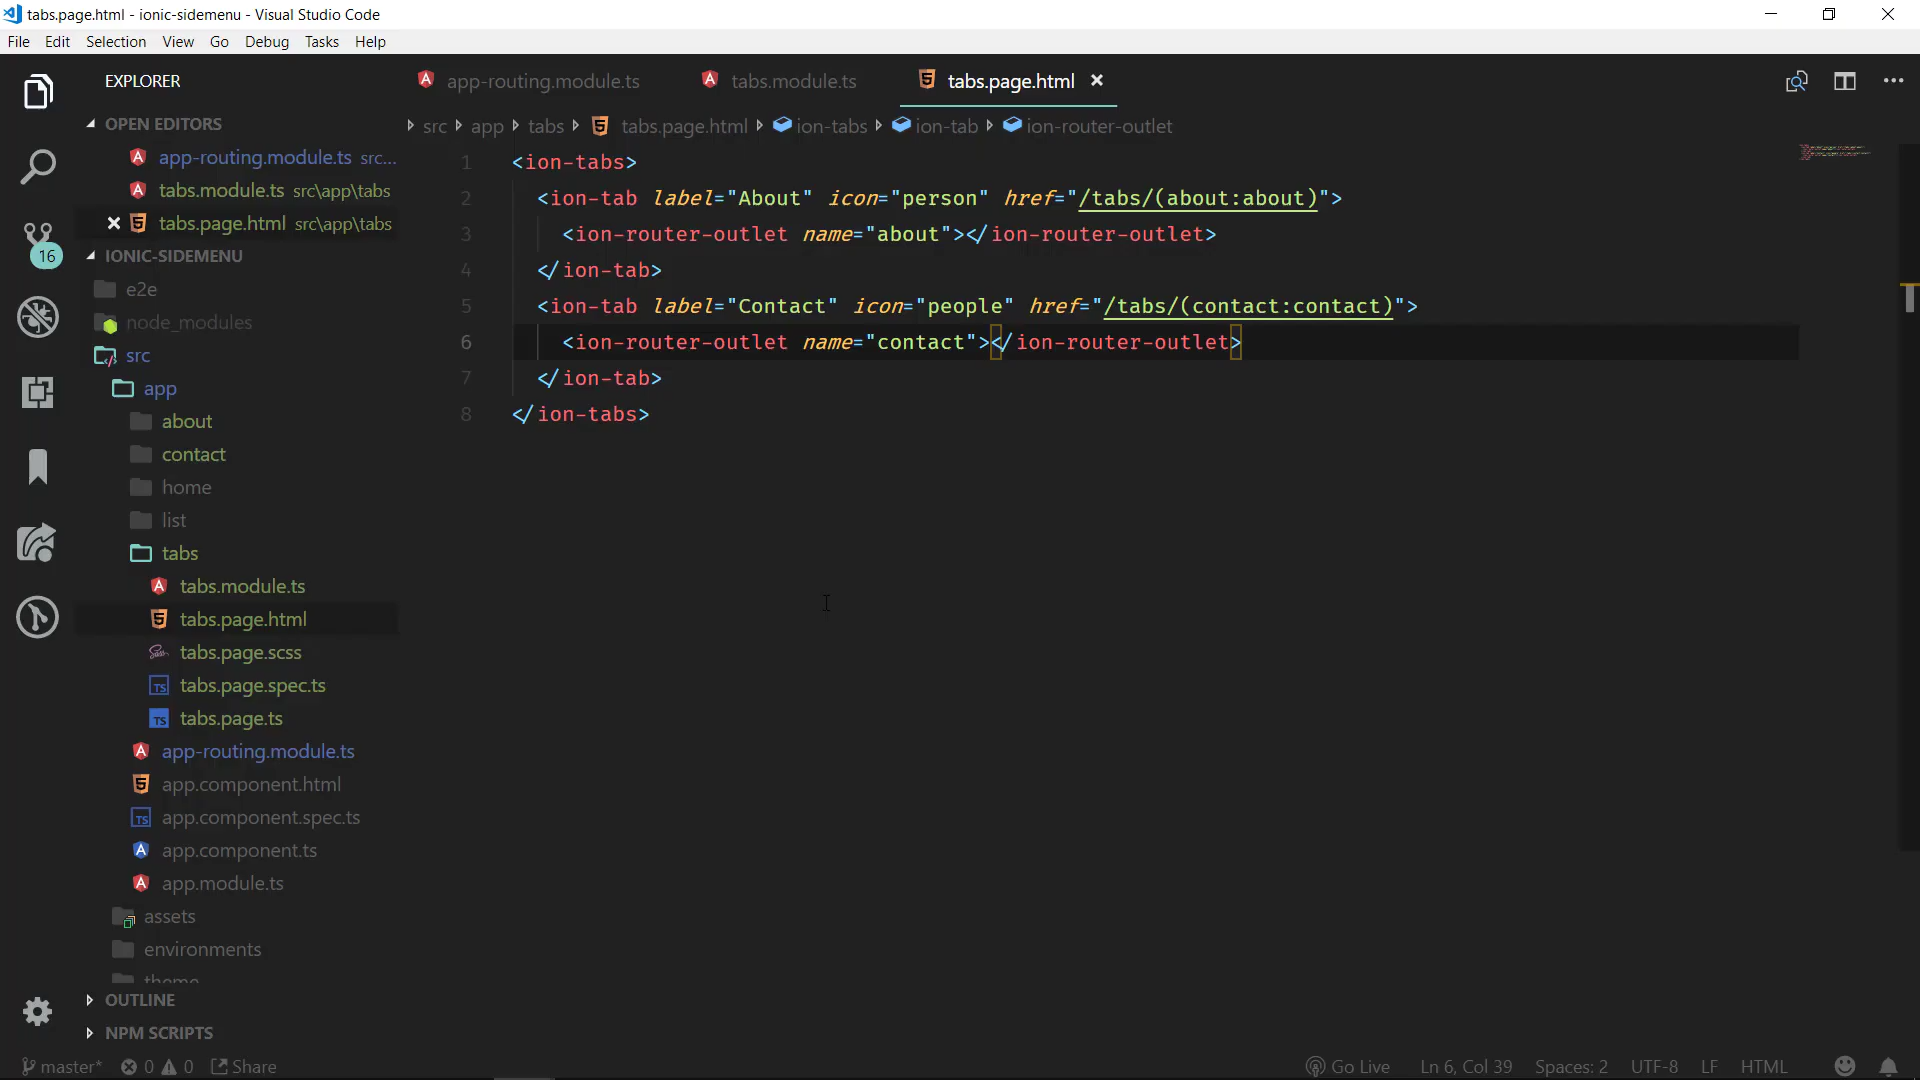 tabs.page.html - ionic-sidemenu - Visual Studio Code
File Edit Selection View Go Debug Tasks Help
EXPLORER
OPEN EDITORS
app-routing.module.ts src...
tabs.module.ts src\app\tabs
tabs.page.html src\app\tabs
IONIC-SIDEMENU
e2e
node_modules
src
app
about
contact
home
list
tabs
tabs.module.ts
tabs.page.html
tabs.page.scss
tabs.page.spec.ts
tabs.page.ts
app-routing.module.ts
app.component.html
app.component.spec.ts
app.component.ts
app.module.ts
assets
environments
theme
OUTLINE
NPM SCRIPTS
16
app-routing.module.ts tabs.module.ts tabs.page.html
src app tabs tabs.page.html ion-tabs ion-tab ion-router-outlet
1 <ion-tabs>
2 <ion-tab label="About" icon="person" href="/tabs/(about:about)">
3 <ion-router-outlet name="about"></ion-router-outlet>
4 </ion-tab>
5 <ion-tab label="Contact" icon="people" href="/tabs/(contact:contact)">
6 <ion-router-outlet name="contact"></ion-router-outlet>
7 </ion-tab>
8 </ion-tabs>
master* 0 0 Share Go Live Ln 6, Col 39 Spaces: 2 UTF-8 LF HTML